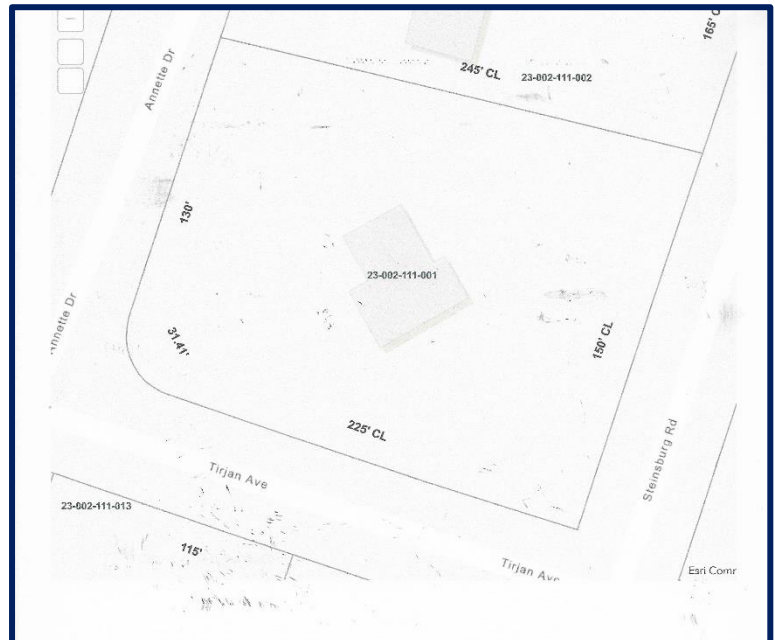 165' C
Annette Dr
245' CL
23-002-111-002
130'
23-002-111-001
31.41'
Annette Dr
150' CL
225' CL
Tirjan Ave
Steinsburg Rd
23-002-111-013
115'
Tirjan Ave
Esri Comr